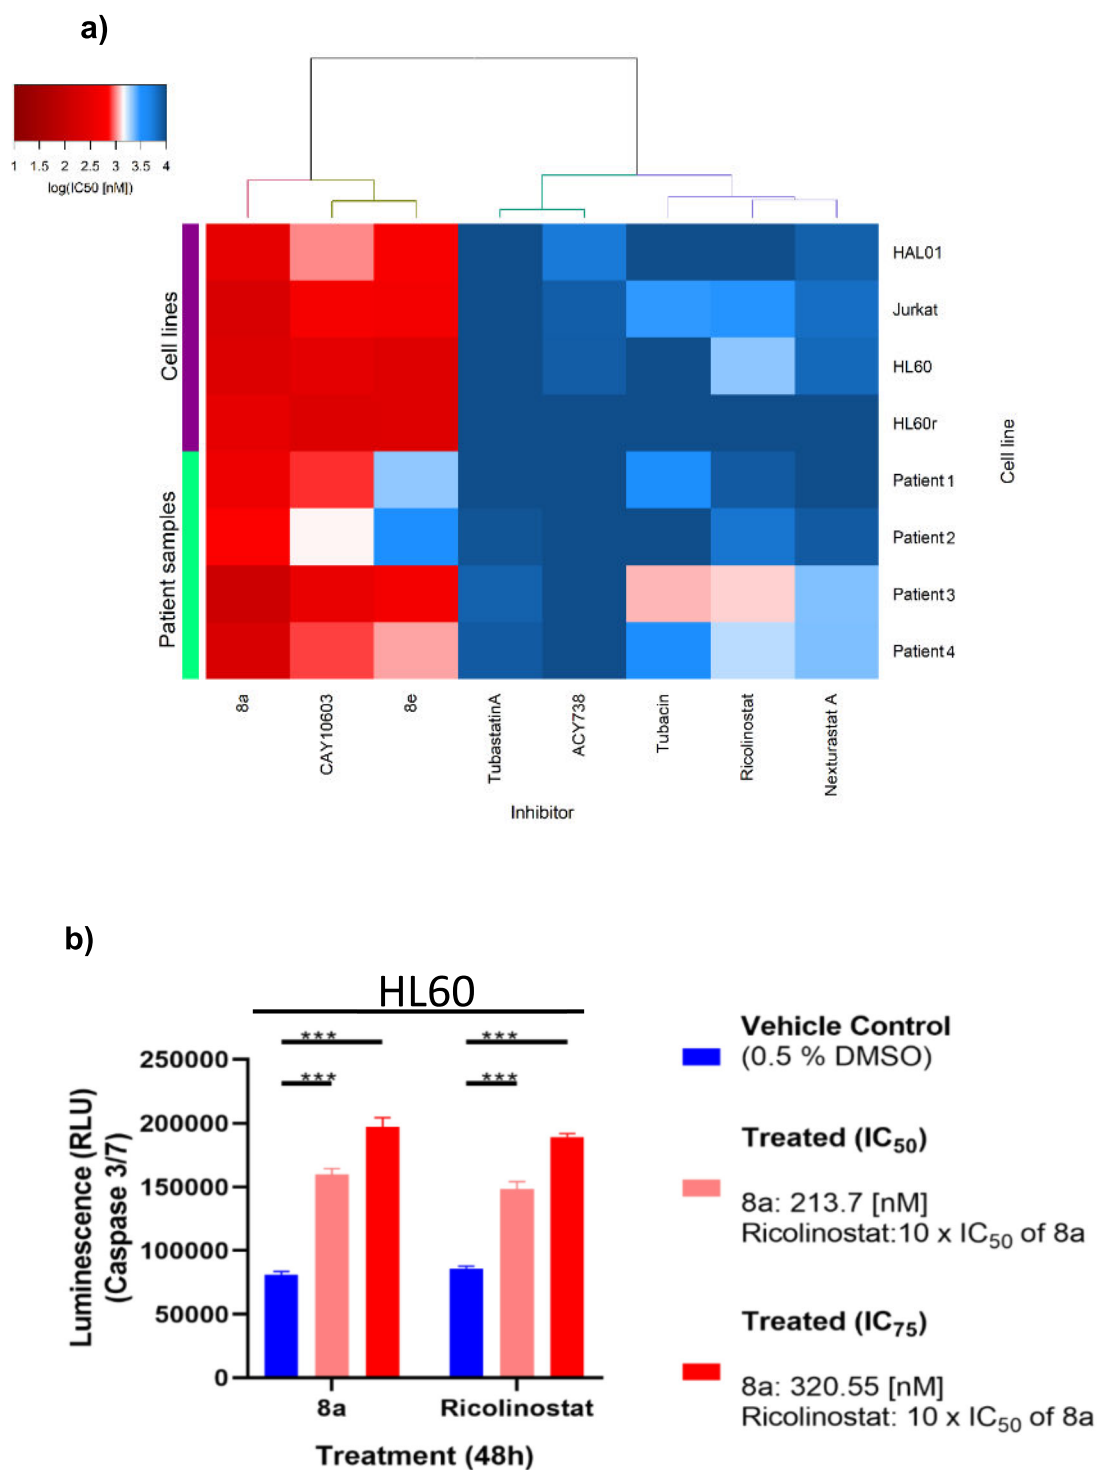 a)
1 1.5 2 2.5 3 3.5 4
log(IC50 [nM])
Cell lines
Patient samples
HAL01
Jurkat
HL60
HL60r
Patient 1
Patient 2
Patient 3
Patient 4
Cell line
8a
CAY10603
8e
TubastatinA
ACY738
Tubacin
Ricolinostat
Nexturastat A
Inhibitor
b)
HL60
*** ***
*** ***
250000
200000
150000
100000
50000
0
Luminescence (RLU)
(Caspase 3/7)
8a Ricolinostat
Treatment (48h)
Vehicle Control
(0.5 % DMSO)
Treated (IC50)
8a: 213.7 [nM]
Ricolinostat:10 x IC50 of 8a
Treated (IC75)
8a: 320.55 [nM]
Ricolinostat: 10 x IC50 of 8a